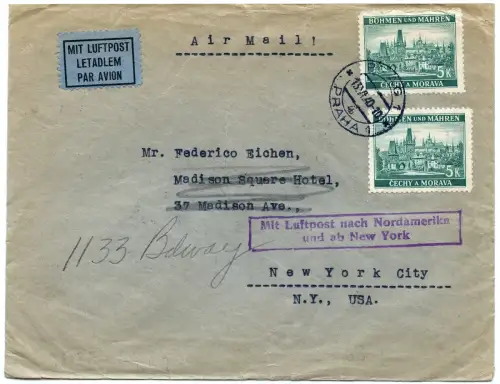 MIT LUFTPOST
LETADLEM
PAR AVION
Air Mail!
BÖHMEN UND MÄHREN
5K
ČECHY A MORAVA
BÖHMEN UND MÄHREN
5K
ČECHY A MORAVA
PRAHA 1
Mr. Federico Eichen,
Madison Square Hotel,
37 Madison Ave.,
Mit Luftpost nach Nordamerika
und ab New York
1133 Bdway
New York City
N.Y., USA.